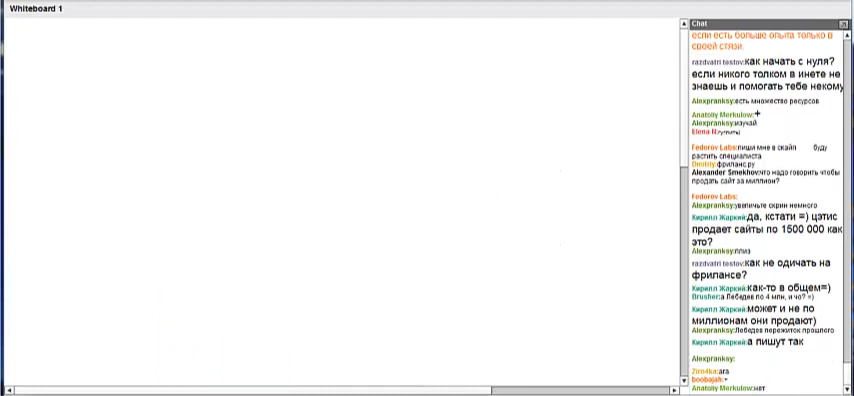 Whiteboard 1
Chat
если есть больше опыта только в
своей стязи.
razdvatri testov:как начать с нуля?
если никого толком в инете не
знаешь и помогать тебе некому
Alexpranksy:есть множество ресурсов
Anatoliy Merkulow:+
Alexpranksy:изучай
Elena N:
Fedorov Labs:пиши мне в скайп буду
растить специалиста
Dmitriy:фриланс.ру
Alexander Smekhov:что надо говорить чтобы
продать сайт за миллион?
Fedorov Labs:
Alexpranksy:увеличьте скрин немного
Кирилл Жаркий:да, кстати =) цэтис
продает сайты по 1500 000 как
это?
Alexpranksy:плиз
razdvatri testov:как не одичать на
фрилансе?
Кирилл Жаркий:как-то в общем=)
Brusher:а Лебедев по 4 млн, и чо? =)
Кирилл Жаркий:может и не по
миллионам они продают)
Alexpranksy:Лебедев пережиток прошлого
Кирилл Жаркий:а пишут так
Alexpranksy:
Ziro4ka:ага
boobajah:+
Anatoliy Merkulow:нет